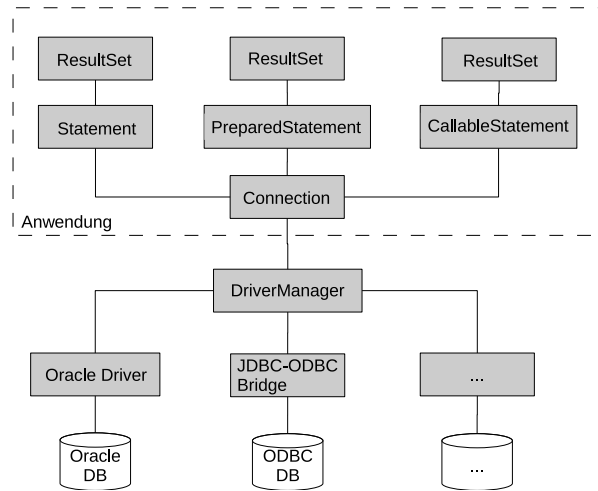 ResultSet
ResultSet
ResultSet
Statement
PreparedStatement
CallableStatement
Connection
Anwendung
DriverManager
Oracle Driver
JDBC-ODBC
Bridge
...
Oracle
DB
ODBC
DB
...